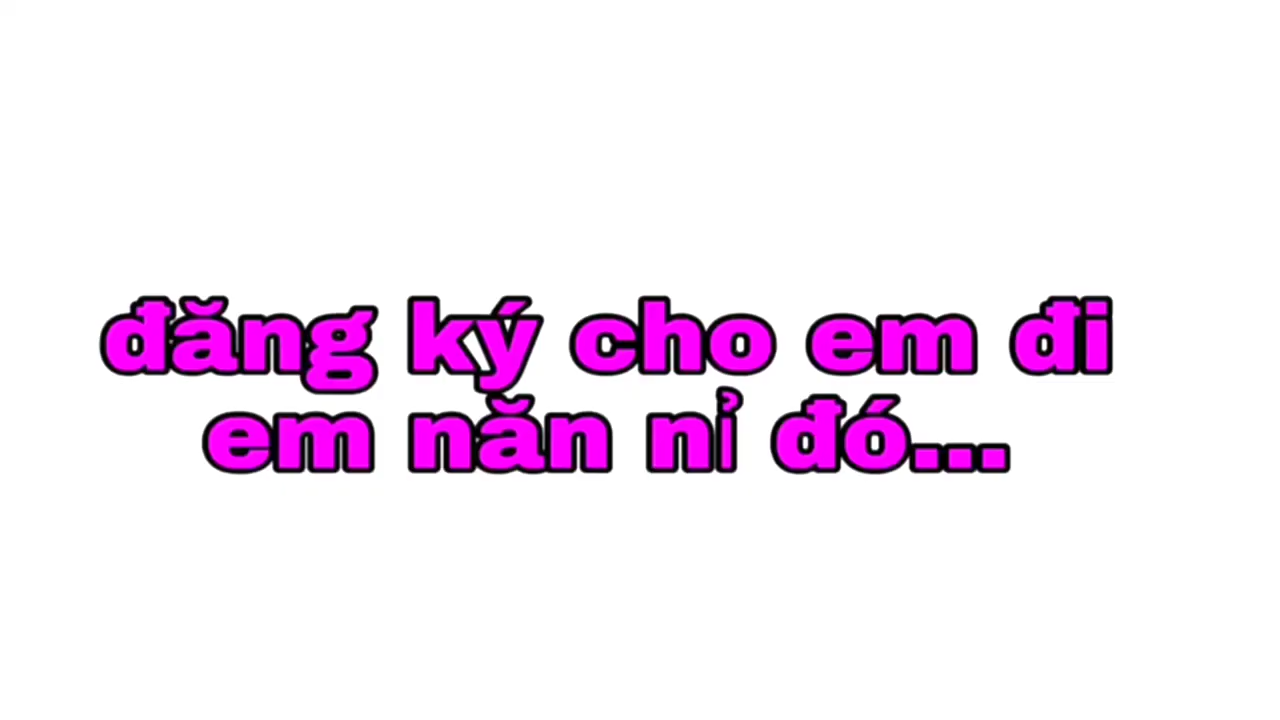 đăng ký cho em đi
em năn nỉ đó...